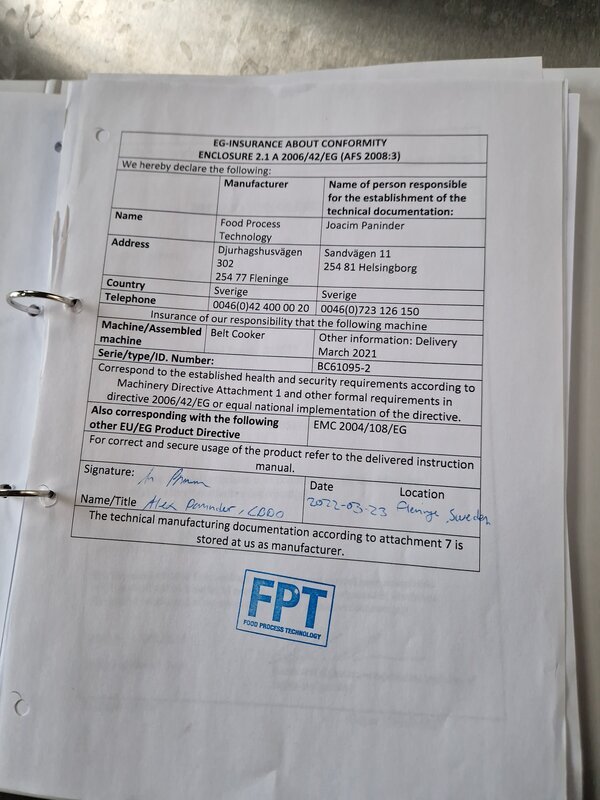 EG-INSURANCE ABOUT CONFORMITY
ENCLOSURE 2.1 A 2006/42/EG (AFS 2008:3)
We hereby declare the following:
Manufacturer
Name of person responsible
for the establishment of the
technical documentation:
Name
Food Process
Technology
Joacim Paninder
Address
Djurhagshusvägen
302
254 77 Fleninge
Sandvägen 11
254 81 Helsingborg
Country
Sverige
Sverige
Telephone
0046(0)42 400 00 20
0046(0)723 126 150
Insurance of our responsibility that the following machine
Machine/Assembled
machine
Belt Cooker
Other information: Delivery
March 2021
Serie/type/ID. Number:
BC61095-2
Correspond to the established health and security requirements according to
Machinery Directive Attachment 1 and other formal requirements in
directive 2006/42/EG or equal national implementation of the directive.
Also corresponding with the following
other EU/EG Product Directive
EMC 2004/108/EG
For correct and secure usage of the product refer to the delivered instruction
manual.
Signature:
Date
Location
Name/Title Alex Paninder, CBDO
2022-03-23 Fleninge, Sweden
The technical manufacturing documentation according to attachment 7 is
stored at us as manufacturer.
FPT
FOOD PROCESS TECHNOLOGY